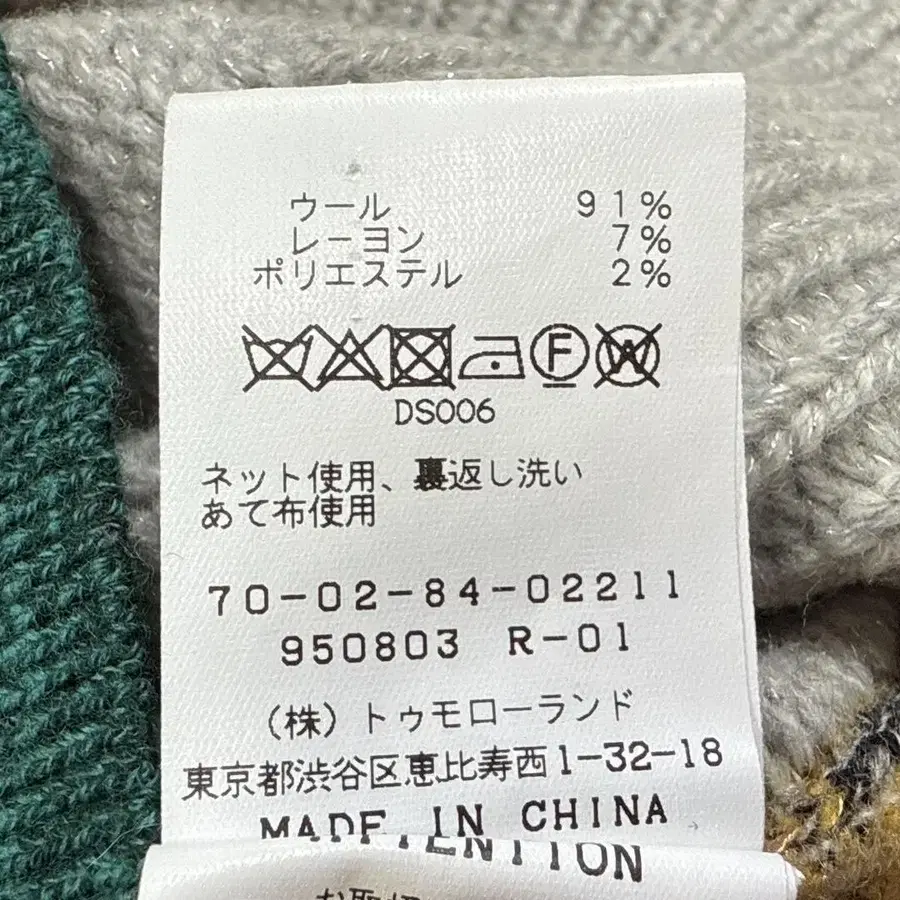 ウール 91%
レーヨン 7%
ポリエステル 2%
F W
DS006
ネット使用、裏返し洗い
あて布使用
70-02-84-02211
950803 R-01
(株)トゥモローランド
東京都渋谷区恵比寿西1-32-18
MADE IN CHINA